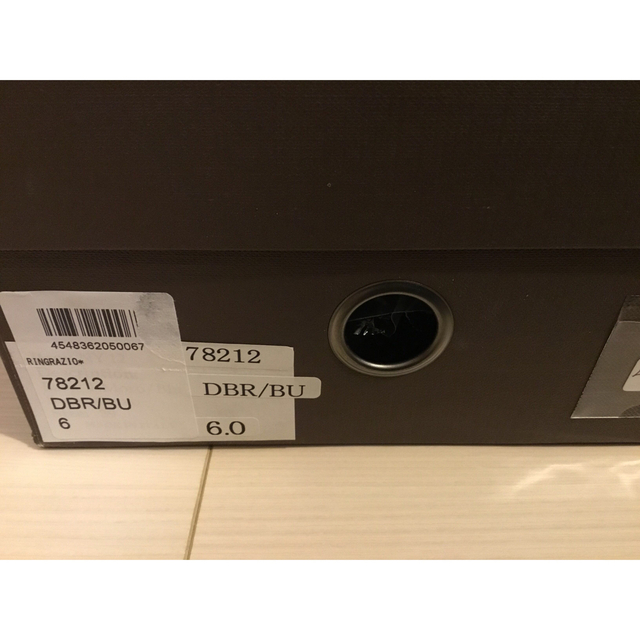 4548362050067
RINGRAZIO*
78212
DBR/BU
6
78212
DBR/BU
6.0